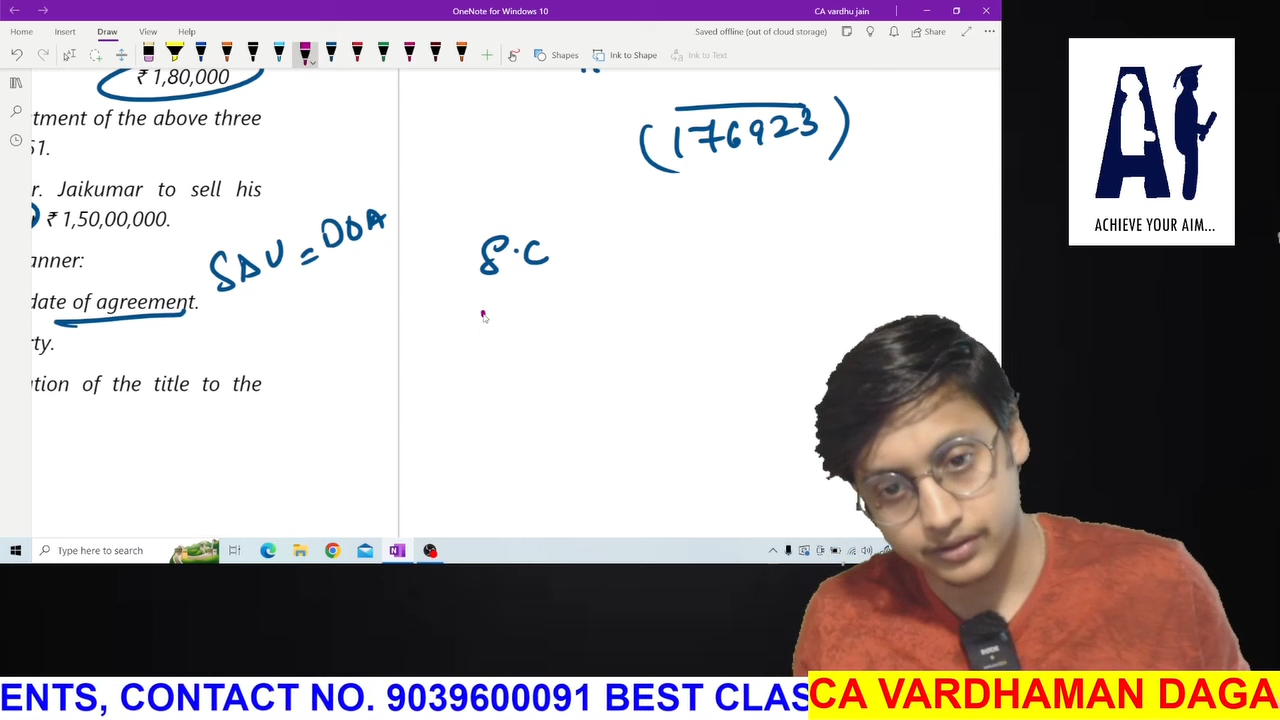 OneNote for Windows 10
CA vardhu jain
Home Insert Draw View Help
Saved offline (out of cloud storage)
Share
Shapes
Ink to Shape
Ink to Text
₹ 1,80,000
tment of the above three
51.
r. Jaikumar to sell his
₹ 1,50,00,000.
anner:
date of agreement.
rty.
ation of the title to the
SDV = DOA
(176923)
S.C
ACHIEVE YOUR AIM...
Type here to search
ENTS, CONTACT NO. 9039600091 BEST CLAS
CA VARDHAMAN DAGA